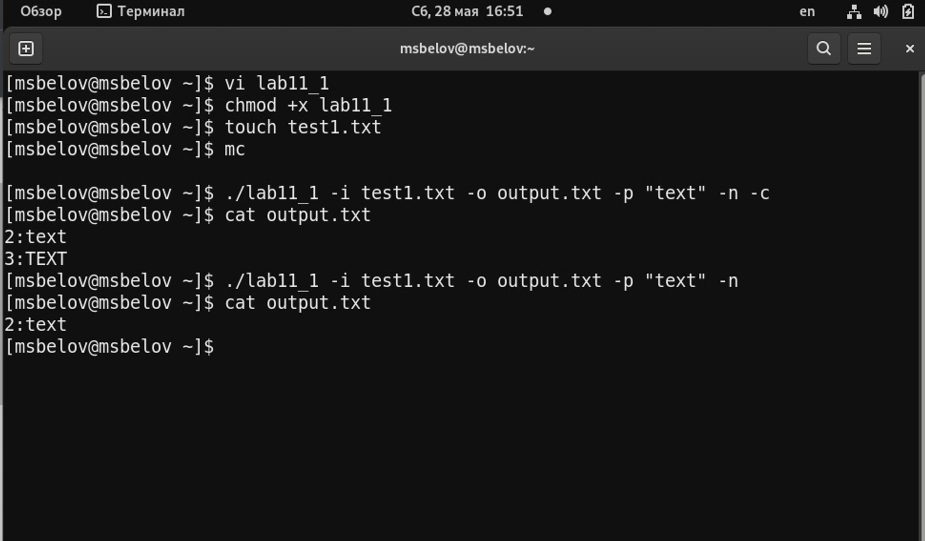 Обзор Терминал Сб, 28 мая 16:51 en
msbelov@msbelov:~
[msbelov@msbelov ~]$ vi lab11_1
[msbelov@msbelov ~]$ chmod +x lab11_1
[msbelov@msbelov ~]$ touch test1.txt
[msbelov@msbelov ~]$ mc
[msbelov@msbelov ~]$ ./lab11_1 -i test1.txt -o output.txt -p "text" -n -c
[msbelov@msbelov ~]$ cat output.txt
2:text
3:TEXT
[msbelov@msbelov ~]$ ./lab11_1 -i test1.txt -o output.txt -p "text" -n
[msbelov@msbelov ~]$ cat output.txt
2:text
[msbelov@msbelov ~]$